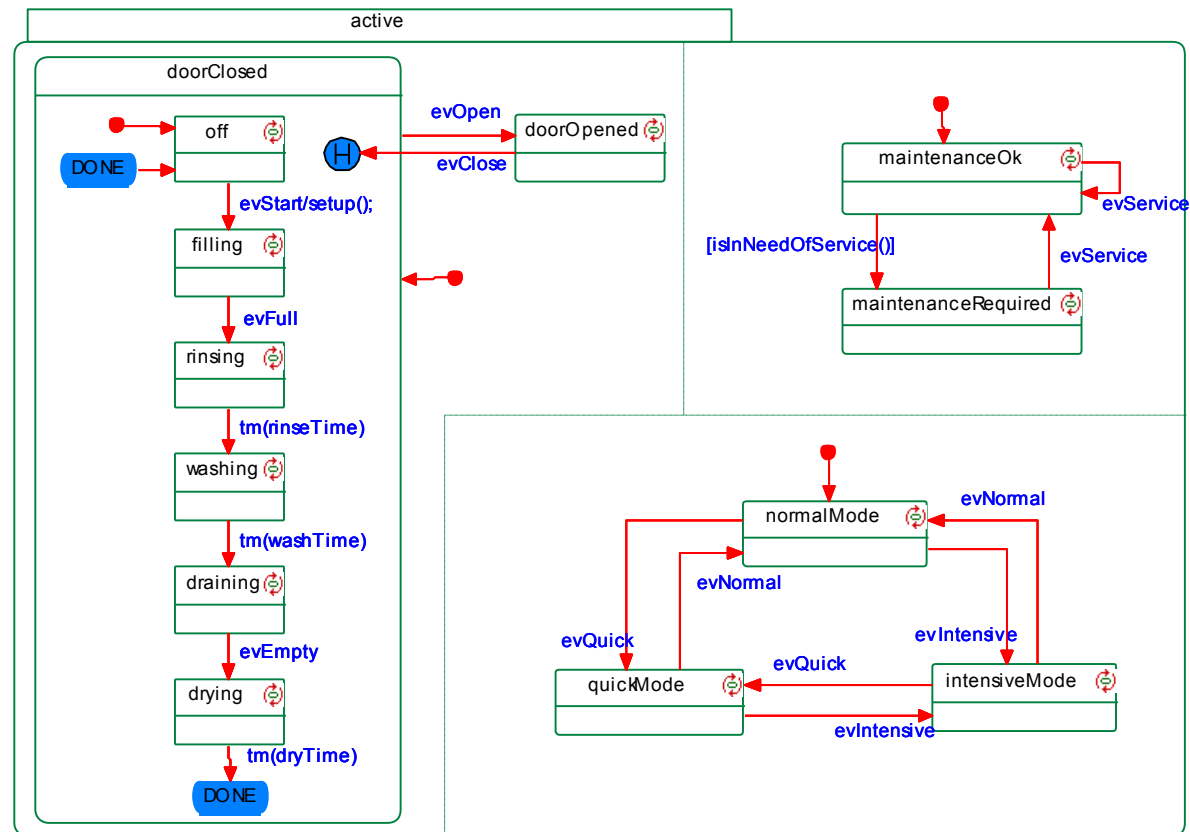 active
doorClosed
off
DONE
evStart/setup();
filling
evFull
rinsing
tm(rinseTime)
washing
tm(washTime)
draining
evEmpty
drying
tm(dryTime)
DONE
H
evOpen
evClose
doorOpened
maintenanceOk
evService
[isInNeedOfService()]
evService
maintenanceRequired
normalMode
evNormal
evNormal
evQuick
evIntensive
evQuick
quickMode
intensiveMode
evIntensive